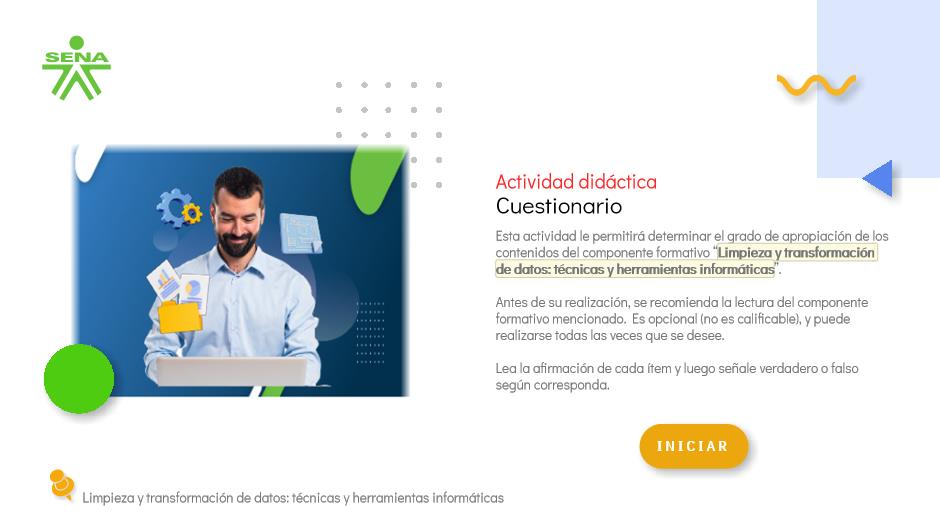 SENA
Actividad didáctica
Cuestionario
Esta actividad le permitirá determinar el grado de apropiación de los
contenidos del componente formativo “Limpieza y transformación
de datos: técnicas y herramientas informáticas”.
Antes de su realización, se recomienda la lectura del componente
formativo mencionado. Es opcional (no es calificable), y puede
realizarse todas las veces que se desee.
Lea la afirmación de cada ítem y luego señale verdadero o falso
según corresponda.
INICIAR
Limpieza y transformación de datos: técnicas y herramientas informáticas